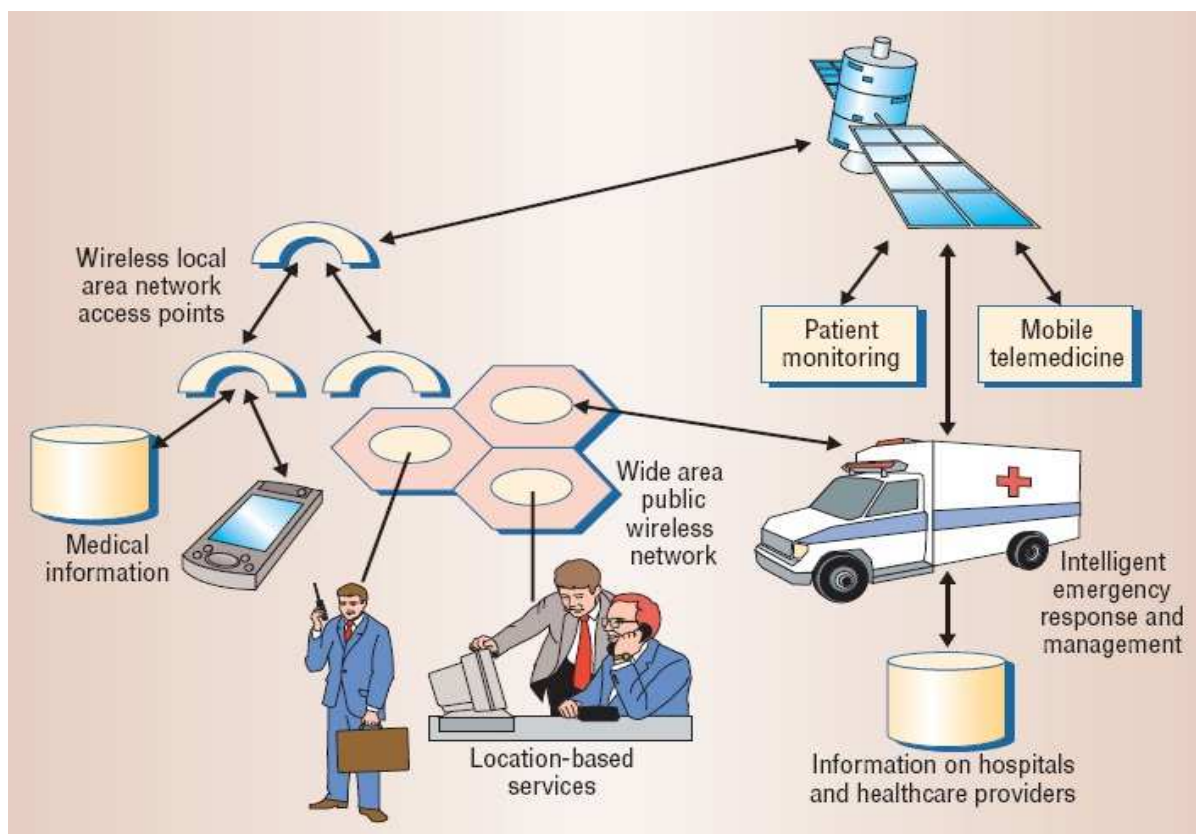 Wireless local
area network
access points
Patient
monitoring
Mobile
telemedicine
Medical
information
Wide area
public
wireless
network
Intelligent
emergency
response and
management
Location-based
services
Information on hospitals
and healthcare providers